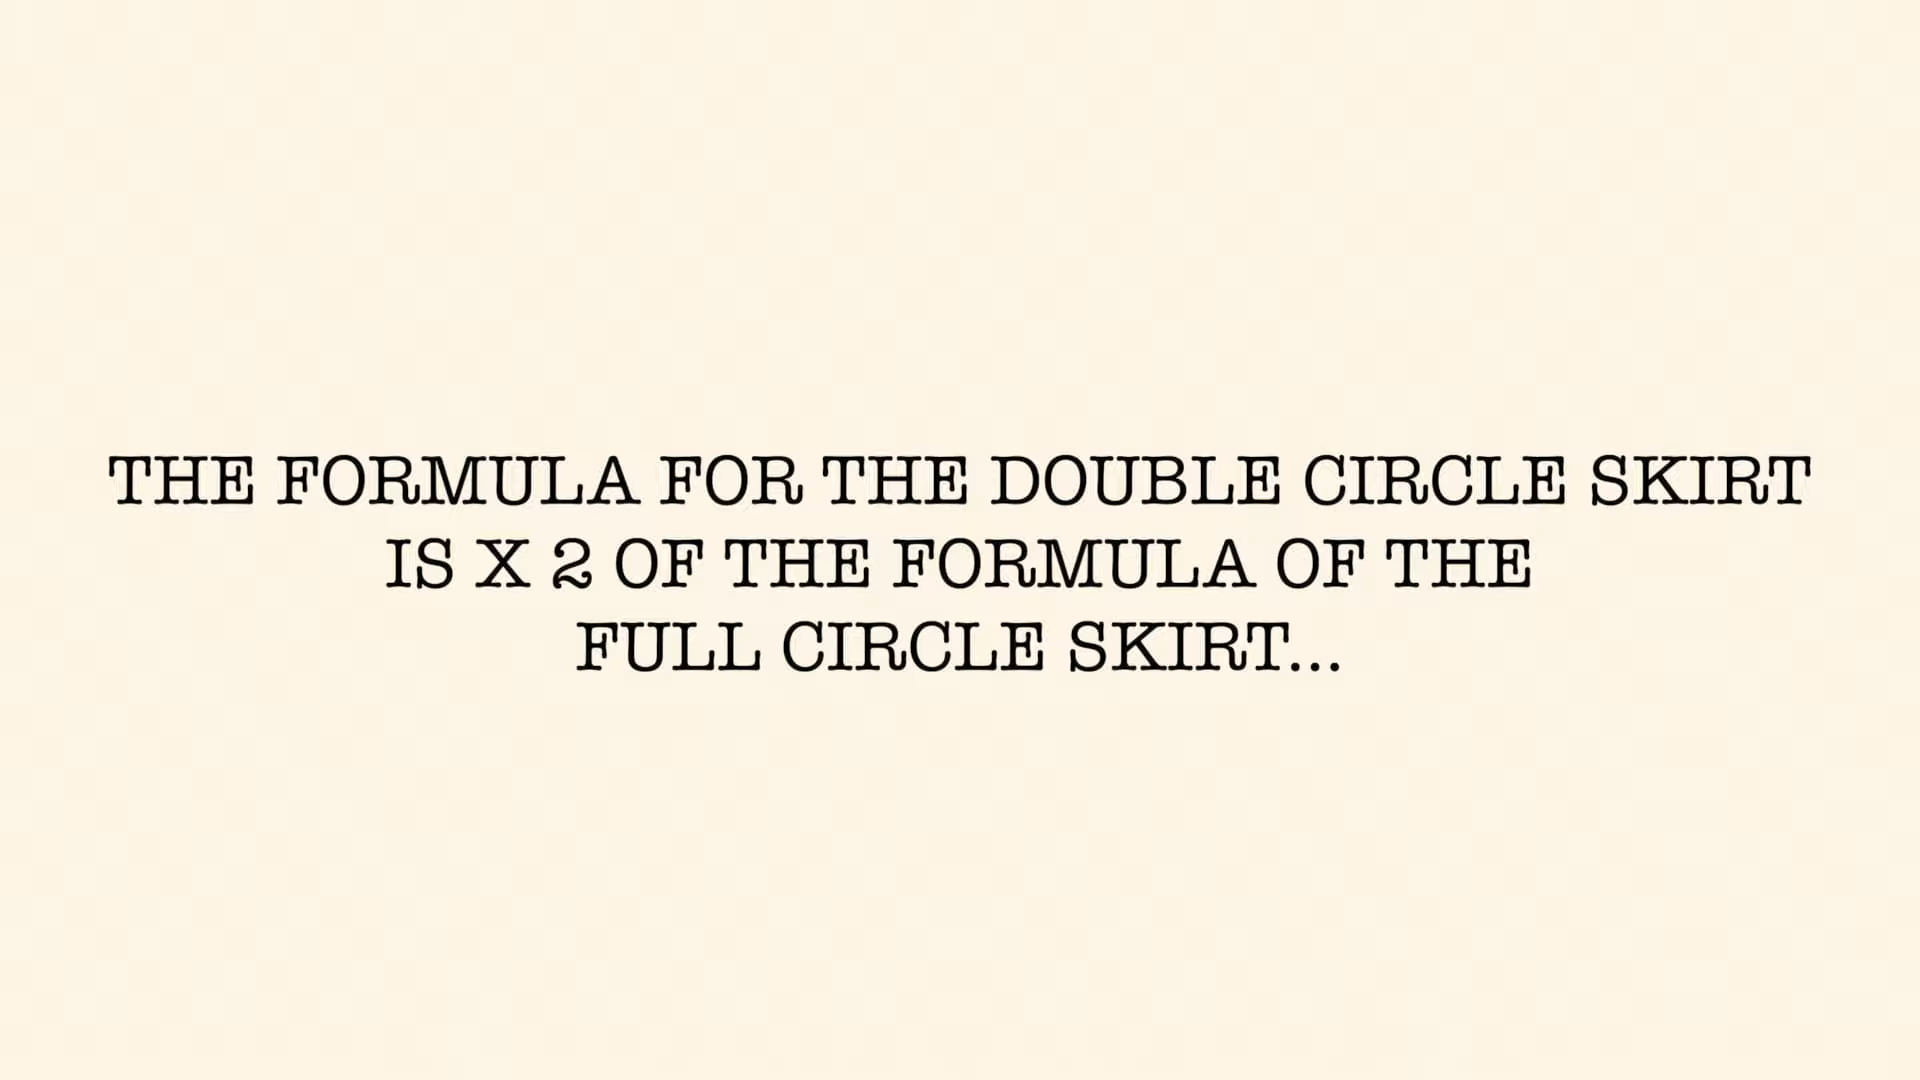 THE FORMULA FOR THE DOUBLE CIRCLE SKIRT
IS X 2 OF THE FORMULA OF THE
FULL CIRCLE SKIRT...